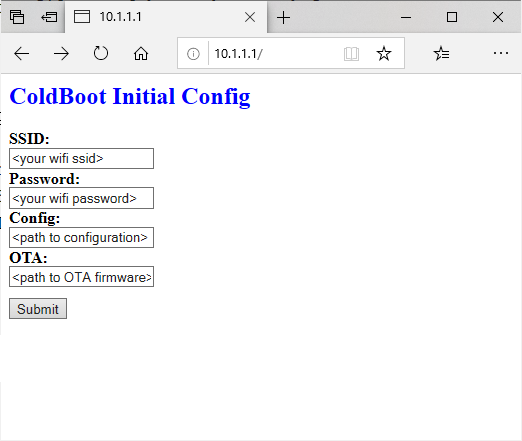 10.1.1.1
10.1.1.1/
ColdBoot Initial Config
SSID:
<your wifi ssid>
Password:
<your wifi password>
Config:
<path to configuration>
OTA:
<path to OTA firmware>
Submit